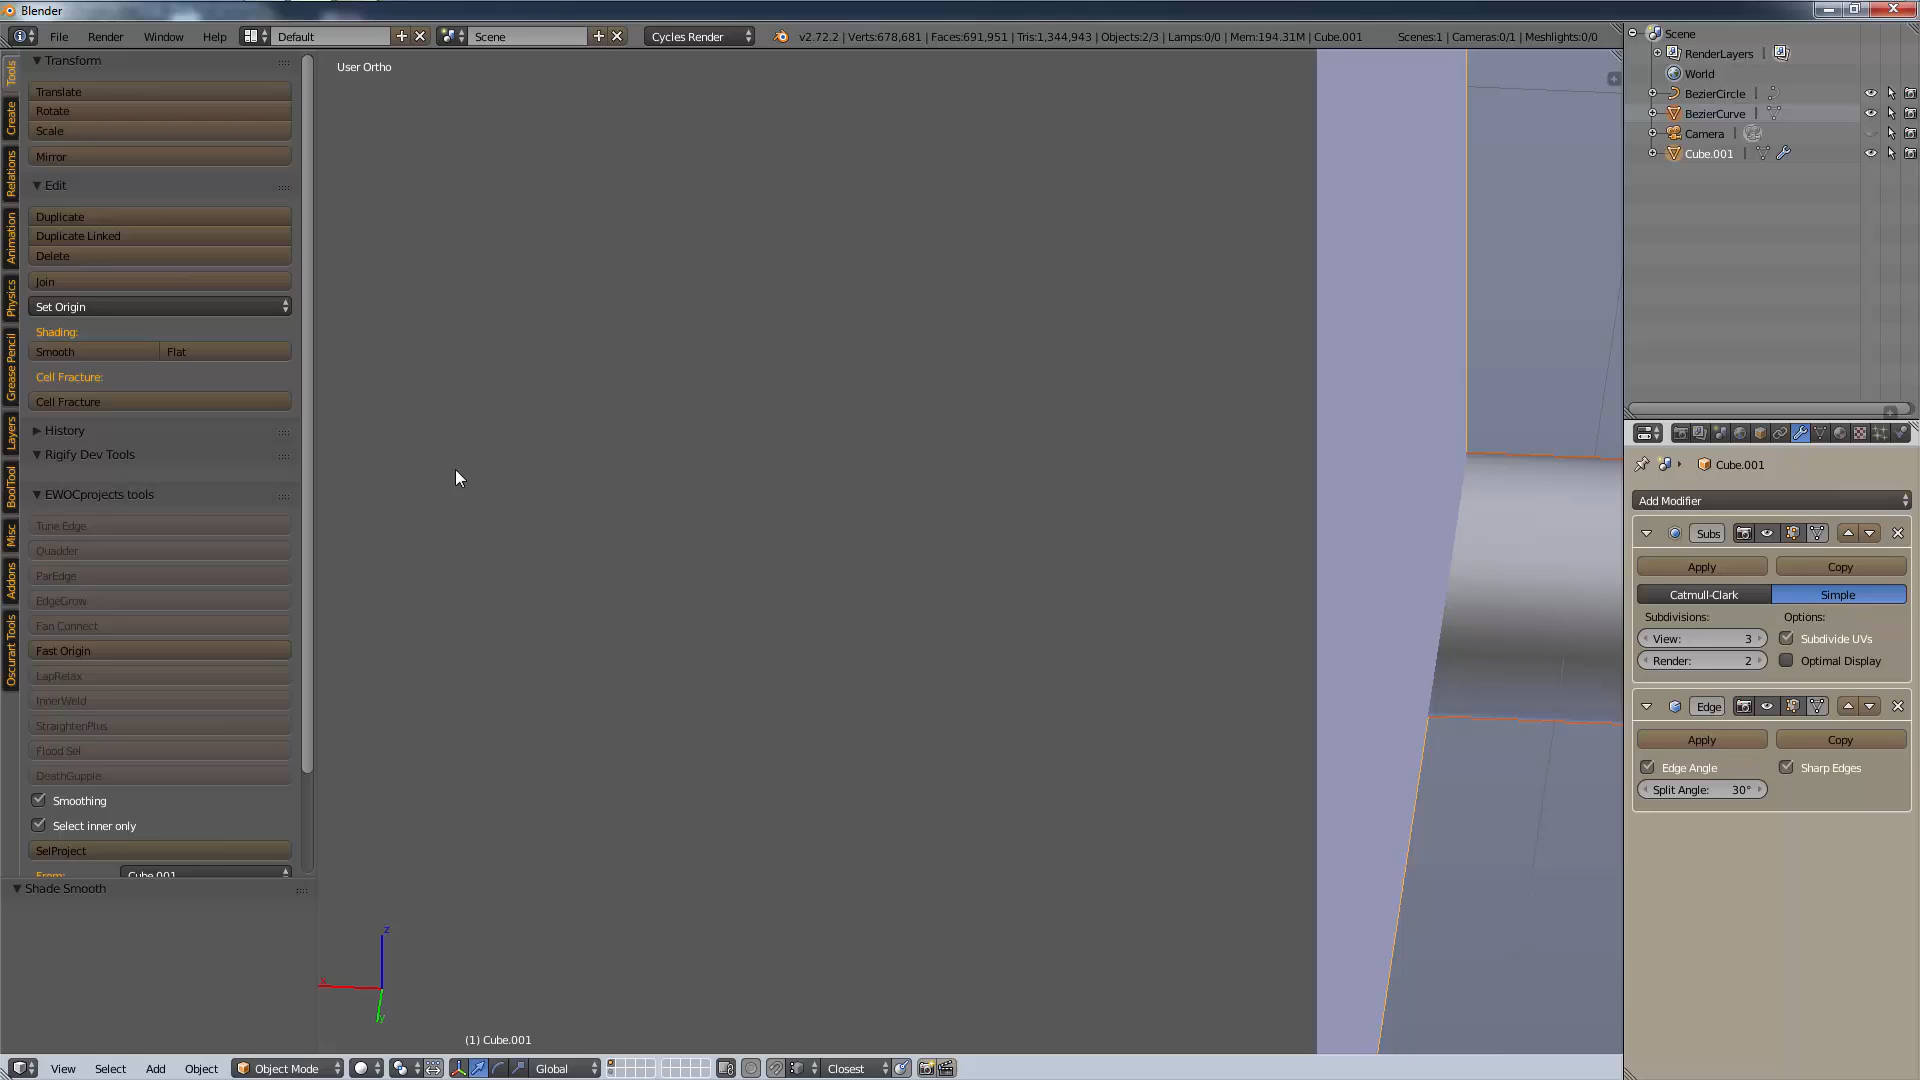 Blender
File Render Window Help Default Scene Cycles Render v2.72.2 | Verts:678,681 | Faces:691,951 | Tris:1,344,943 | Objects:2/3 | Lamps:0/0 | Mem:194.31M | Cube.001 Scenes:1 | Cameras:0/1 | Meshlights:0/0
Tools
Create
Relations
Animation
Physics
Grease Pencil
Layers
BoolTool
Misc
Addons
Oscurart Tools
Transform
Translate
Rotate
Scale
Mirror
Edit
Duplicate
Duplicate Linked
Delete
Join
Set Origin
Shading:
Smooth Flat
Cell Fracture:
Cell Fracture
History
Rigify Dev Tools
EWOCprojects tools
Tune Edge
Quadder
ParEdge
EdgeGrow
Fan Connect
Fast Origin
LapRelax
InnerWeld
StraightenPlus
Flood Sel
DeathGuppie
Smoothing
Select inner only
SelProject
From: Cube.001
Shade Smooth
User Ortho
z
x
y
(1) Cube.001
View Select Add Object Object Mode Global Closest
Scene
RenderLayers
World
BezierCircle
BezierCurve
Camera
Cube.001
Cube.001
Add Modifier
Subs
Apply Copy
Catmull-Clark Simple
Subdivisions: Options:
View: 3 Subdivide UVs
Render: 2 Optimal Display
Edge
Apply Copy
Edge Angle Sharp Edges
Split Angle: 30°